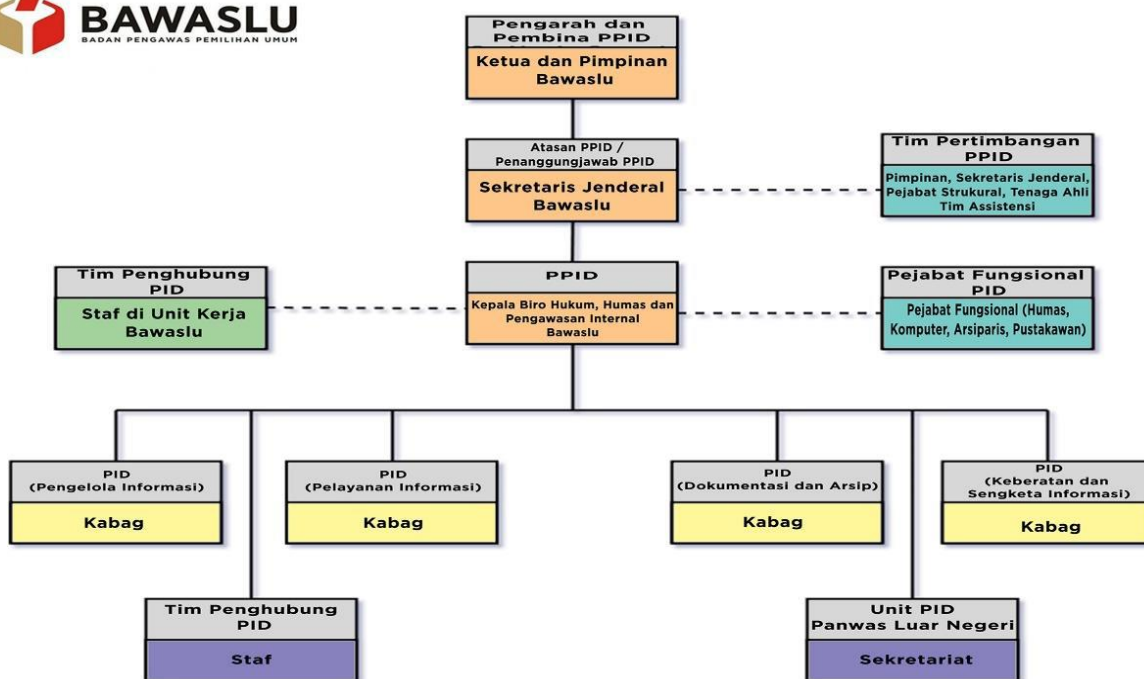 BAWASLU
BADAN PENGAWAS PEMILIHAN UMUM
Pengarah dan
Pembina PPID
Ketua dan Pimpinan
Bawaslu
Atasan PPID /
Penanggungjawab PPID
Sekretaris Jenderal
Bawaslu
Tim Pertimbangan
PPID
Pimpinan, Sekretaris Jenderal,
Pejabat Strukural, Tenaga Ahli
Tim Assistensi
Tim Penghubung
PID
Staf di Unit Kerja
Bawaslu
PPID
Kepala Biro Hukum, Humas dan
Pengawasan Internal
Bawaslu
Pejabat Fungsional
PID
Pejabat Fungsional (Humas,
Komputer, Arsiparis, Pustakawan)
PID
(Pengelola Informasi)
Kabag
PID
(Pelayanan Informasi)
Kabag
PID
(Dokumentasi dan Arsip)
Kabag
PID
(Keberatan dan
Sengketa Informasi)
Kabag
Tim Penghubung
PID
Staf
Unit PID
Panwas Luar Negeri
Sekretariat